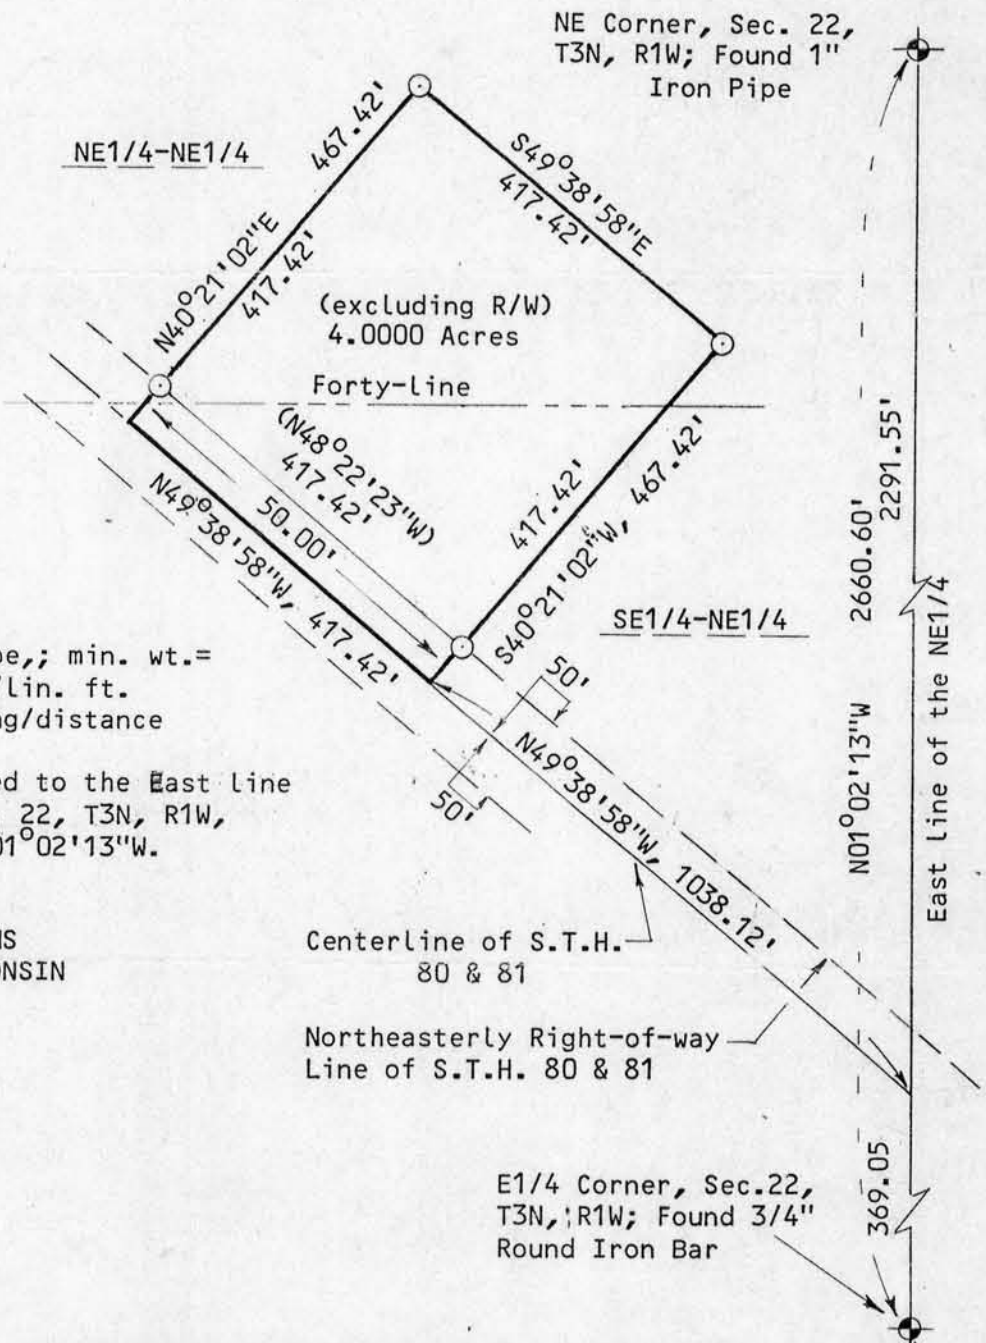 NE Corner, Sec. 22,
T3N, R1W; Found 1"
Iron Pipe
NE1/4-NE1/4
467.42'
N40°21'02"E
417.42'
S49°38'58"E
417.42'
(excluding R/W)
4.0000 Acres
Forty-line
(N48°22'23"W)
417.42'
50.00'
N49°38'58"W, 417.42'
417.42'
S40°21'02"W, 467.42'
SE1/4-NE1/4
2291.55'
N01°02'13"W 2660.60'
East line of the NE1/4
min. wt.=
lin. ft.
/distance
ed to the East line
22, T3N, R1W,
01°02'13"W.
50'
50'
N49°38'58"W, 1038.12'
NS
ONSIN
Centerline of S.T.H.
80 & 81
Northeasterly Right-of-way
Line of S.T.H. 80 & 81
E1/4 Corner, Sec.22,
T3N, R1W; Found 3/4"
Round Iron Bar
369.05